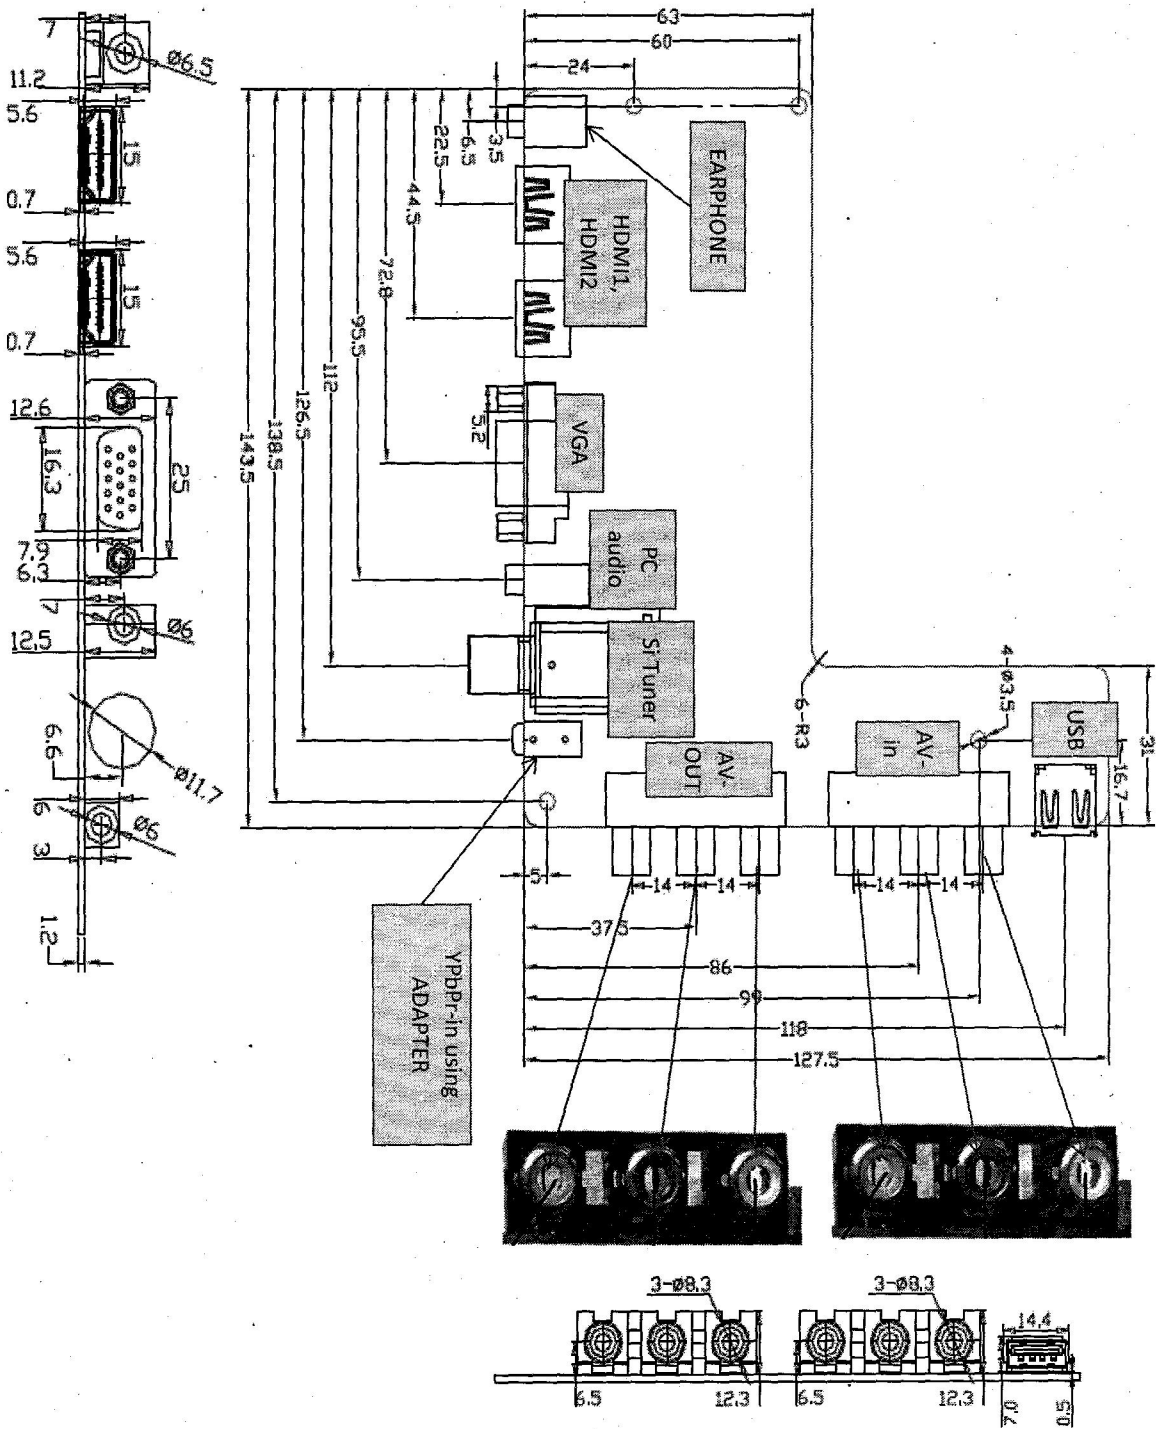 63
60
24
3.5
6.5
22.5
44.5
72.8
95.5
112
126.5
138.5
143.5
EARPHONE
HDMI1,
HDMI2
VGA
5.2
PC
audio
Si Tuner
AV-
OUT
AV-
in
USB
4-ø3.5
6-R3
31
16.7
5
14
14
14
14
37.5
86
99
118
127.5
YPbPr-in using
ADAPTER
7
Ø6.5
11.2
5.6
15
0.7
5.6
15
0.7
12.6
16.3
25
7.9
6.3
7
Ø6
12.5
6.6
Ø11.7
6
Ø6
3
1.2
3-Ø8.3
3-Ø8.3
14.4
6.5
12.3
6.5
12.3
7.0
0.5